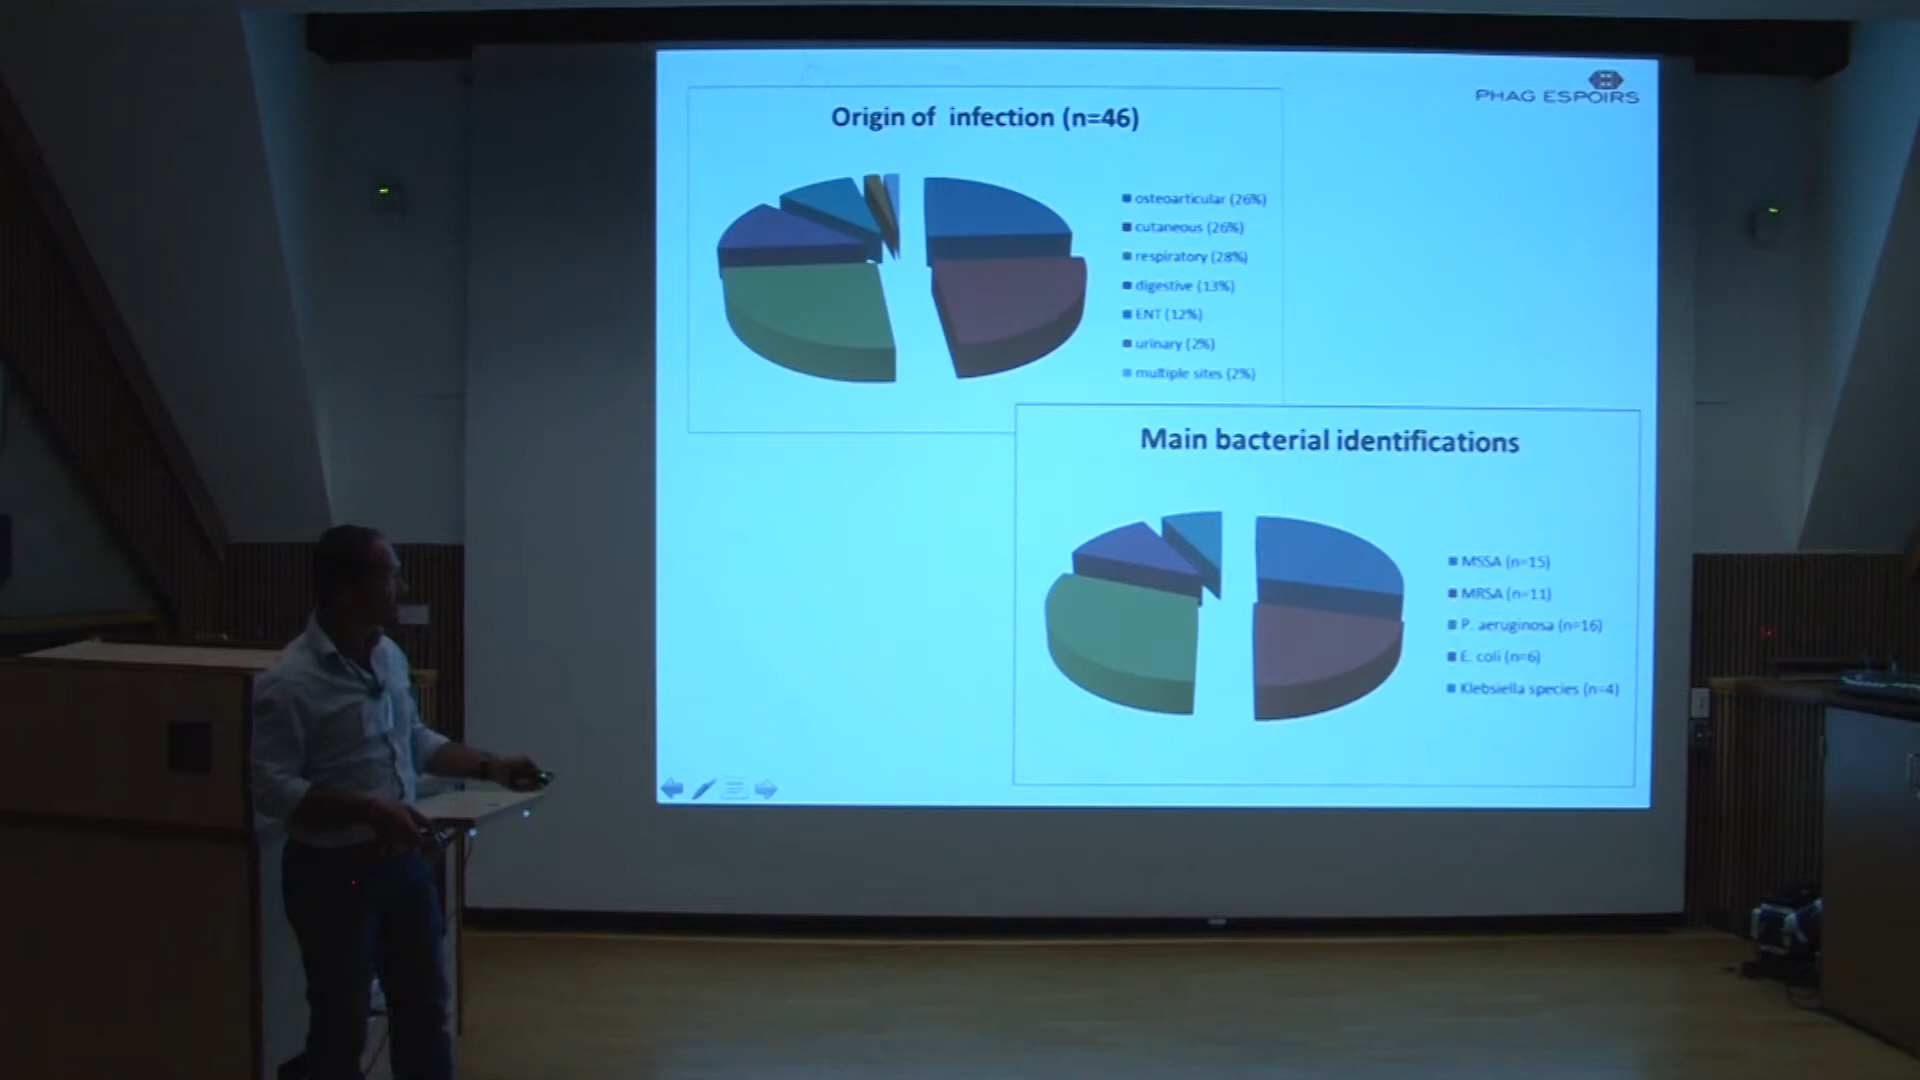 PHAG ESPOIRS
Origin of infection (n=46)
osteoarticular (26%)
cutaneous (26%)
respiratory (28%)
digestive (13%)
ENT (12%)
urinary (2%)
multiple sites (2%)
Main bacterial identifications
MSSA (n=15)
MRSA (n=11)
P. aeruginosa (n=16)
E. coli (n=6)
Klebsiella species (n=4)